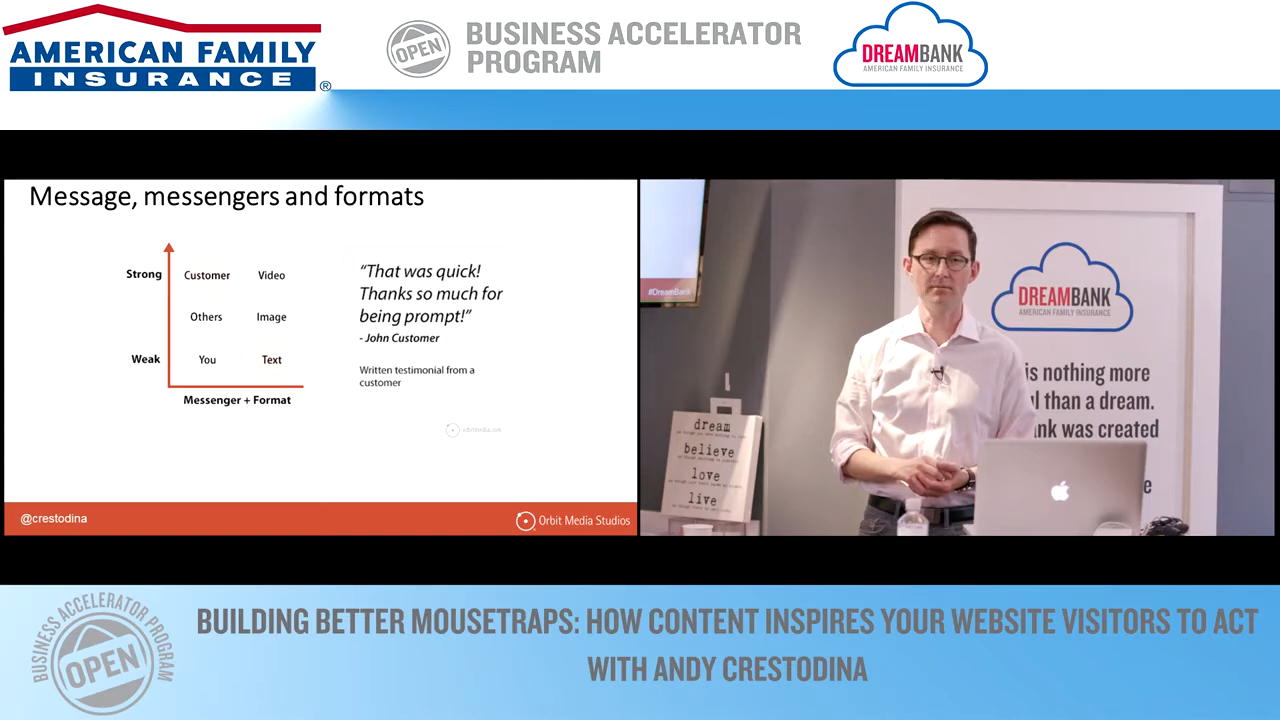 AMERICAN FAMILY
INSURANCE ®
OPEN
BUSINESS ACCELERATOR
PROGRAM
DREAMBANK
AMERICAN FAMILY INSURANCE
Message, messengers and formats
Strong
Customer
Video
Others
Image
Weak
You
Text
Messenger + Format
“That was quick!
Thanks so much for
being prompt!”
- John Customer
Written testimonial from a
customer
orbitmedia.com
@crestodina
Orbit Media Studios
#DreamBank
DREAMBANK
AMERICAN FAMILY INSURANCE
is nothing more
than a dream.
was created
dream
believe
love
live
BUSINESS ACCELERATOR PROGRAM
OPEN
BUILDING BETTER MOUSETRAPS: HOW CONTENT INSPIRES YOUR WEBSITE VISITORS TO ACT
WITH ANDY CRESTODINA